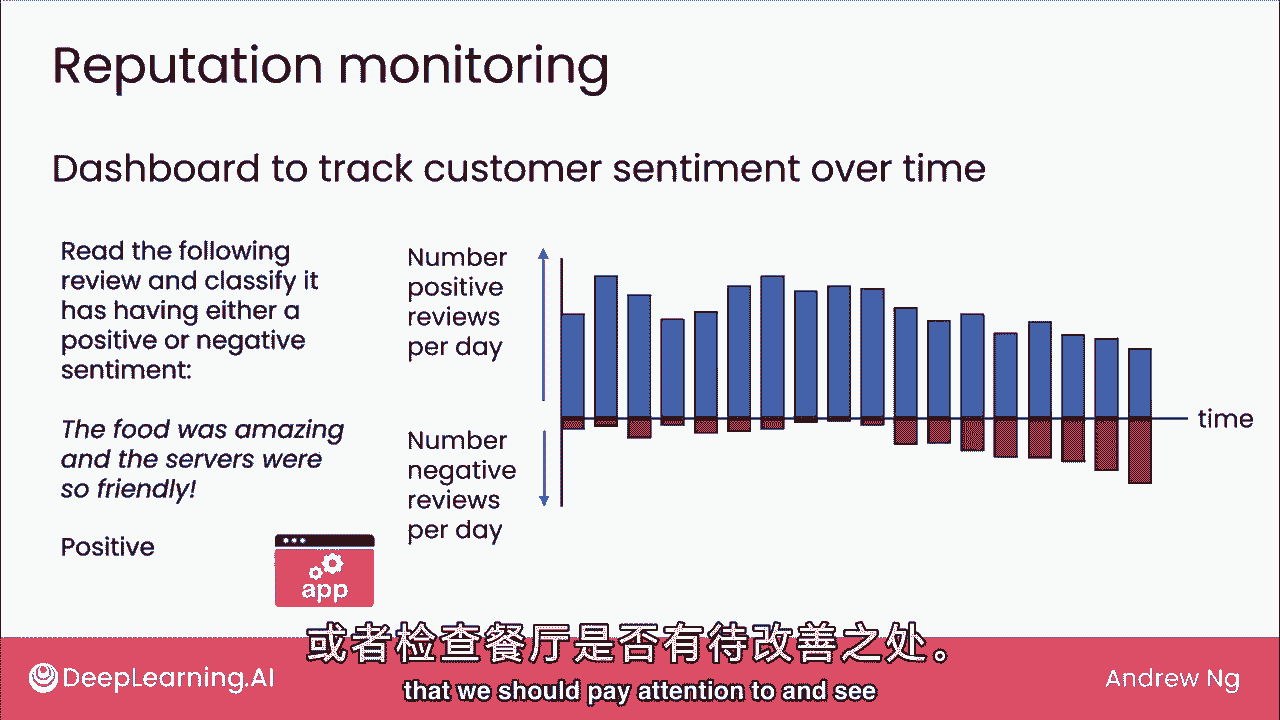 Reputation monitoring
Dashboard to track customer sentiment over time
Read the following
review and classify it
has having either a
positive or negative
sentiment:
The food was amazing
and the servers were
so friendly!
Positive
app
Number
positive
reviews
per day
Number
negative
reviews
per day
time
或者检查餐厅是否有待改善之处。
that we should pay attention to and see
DeepLearning.AI
Andrew Ng